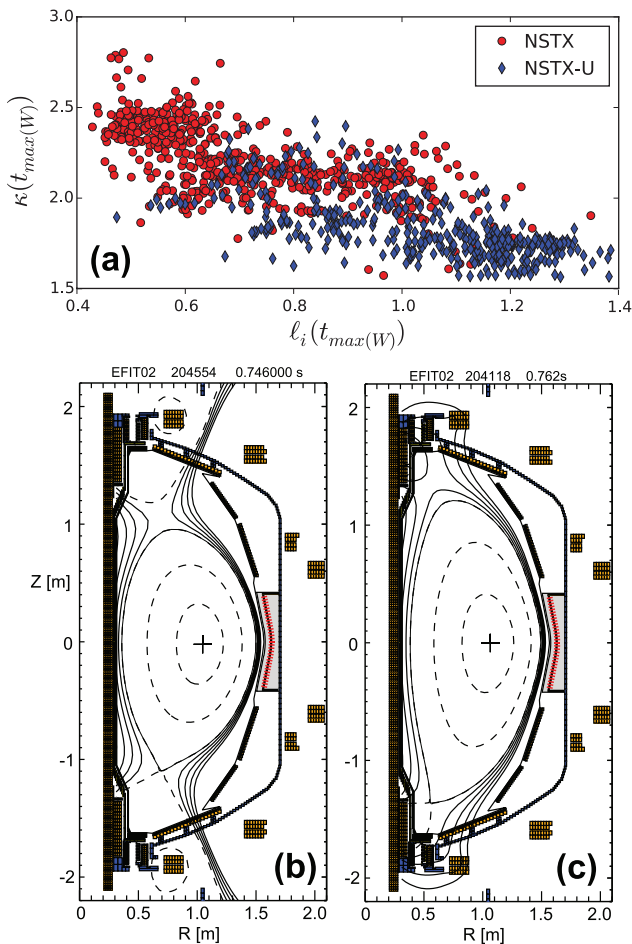 3.0
2.5
2.0
1.5
κ(t_max(W))
NSTX
NSTX-U
(a)
0.4 0.6 0.8 1.0 1.2 1.4
ℓ_i(t_max(W))
EFIT02 204554 0.746000 s
EFIT02 204118 0.762s
2
1
Z [m]
0
-1
-2
2
1
0
-1
-2
(b)
(c)
0 0.5 1.0 1.5 2.0
0 0.5 1.0 1.5 2.0
R [m]
R [m]